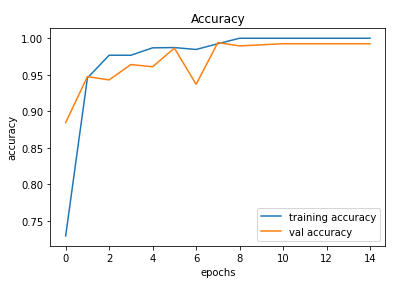 Accuracy
1.00
0.95
0.90
0.85
0.80
0.75
accuracy
training accuracy
val accuracy
0 2 4 6 8 10 12 14
epochs